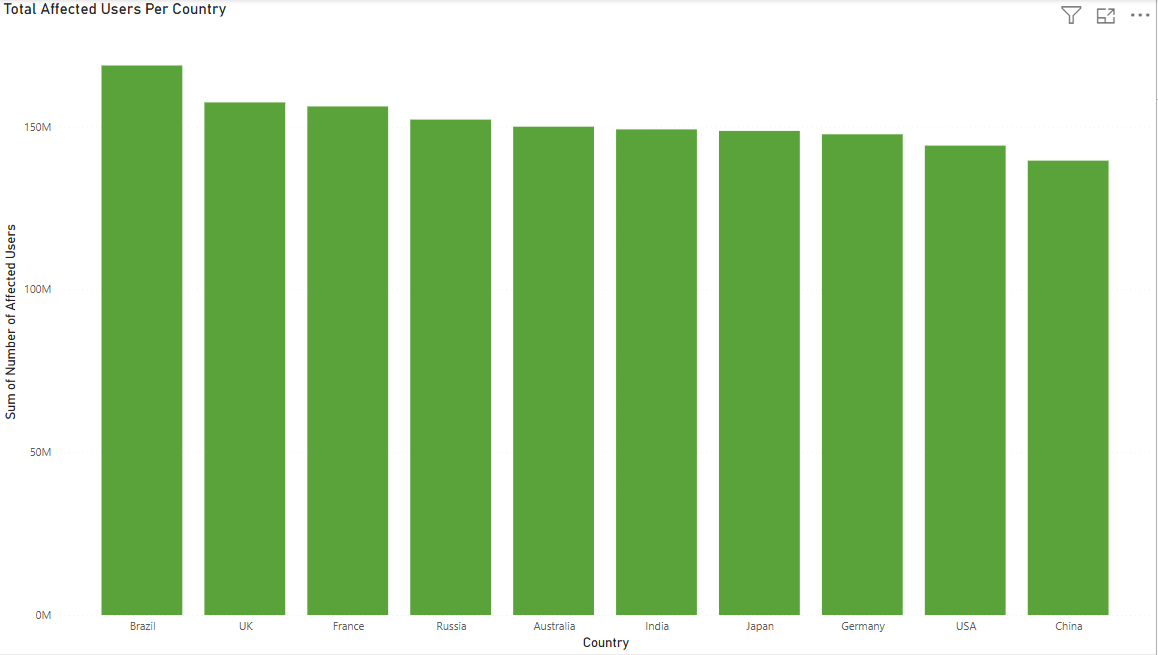 Total Affected Users Per Country
Sum of Number of Affected Users
150M
100M
50M
0M
Brazil UK France Russia Australia India Japan Germany USA China
Country